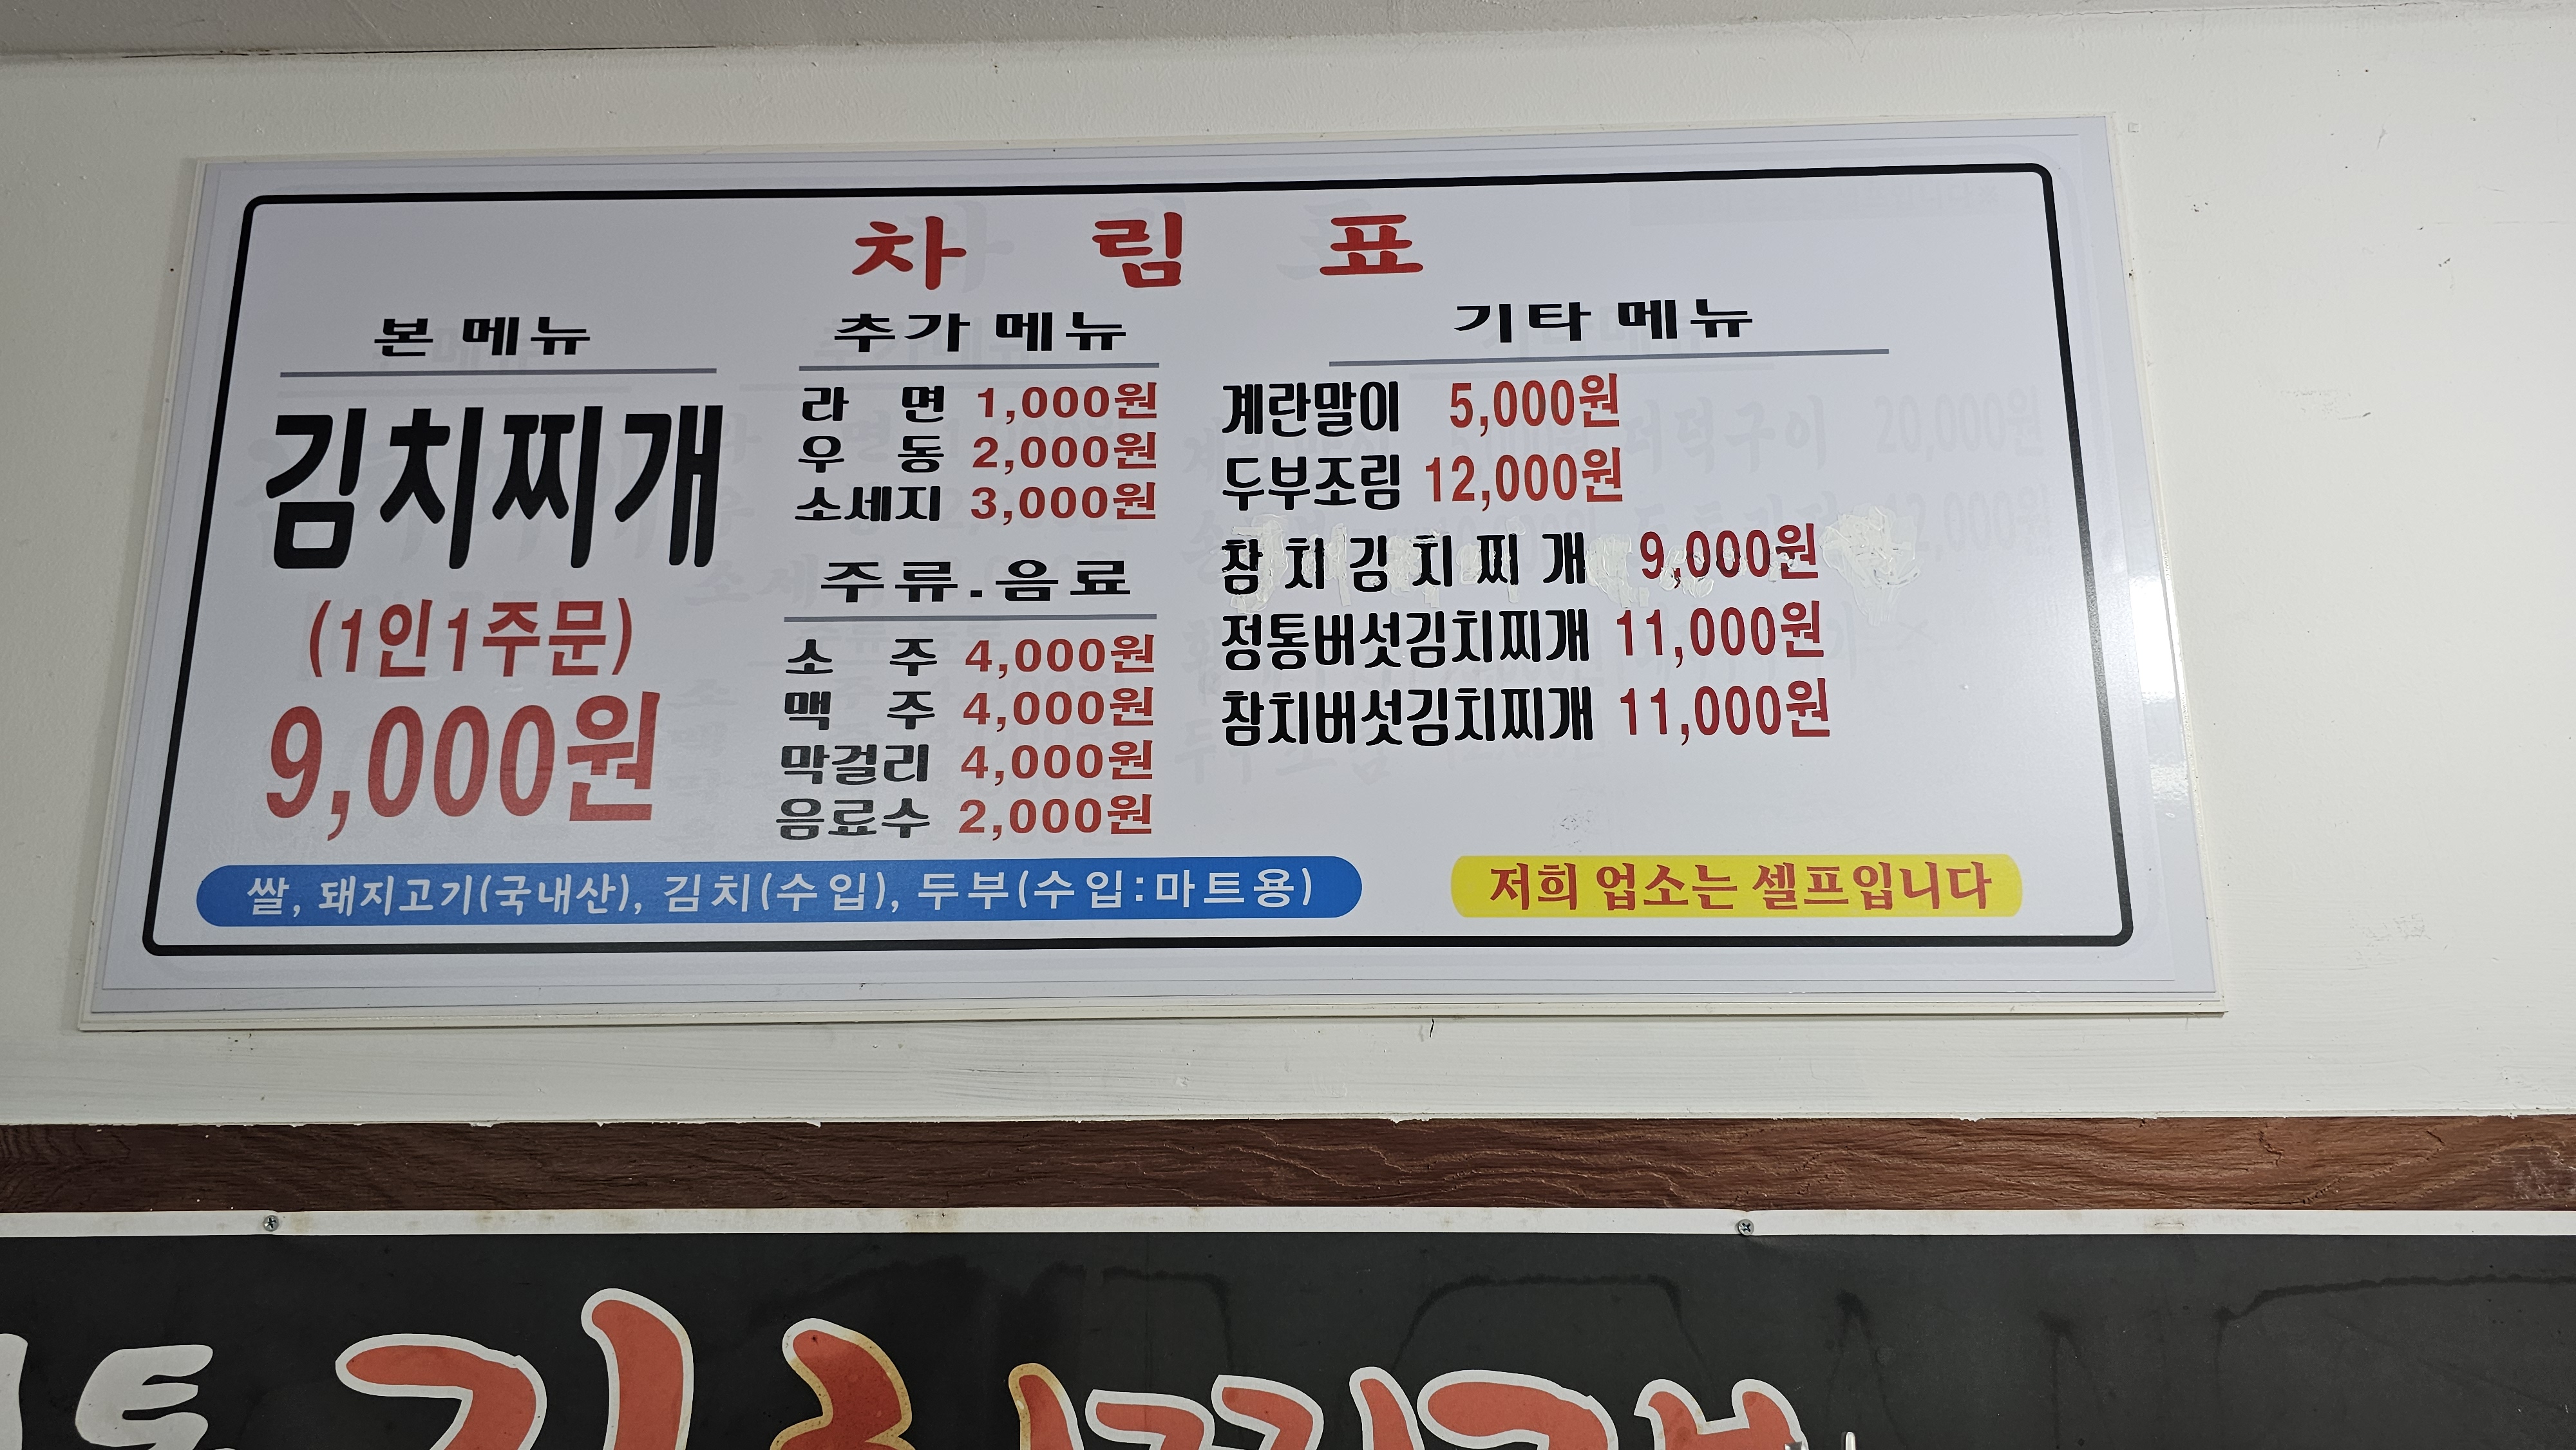 차림표
본 메뉴
김치찌개
(1인1주문)
9,000원
추가 메뉴
라면 1,000원
우동 2,000원
소세지 3,000원
주류.음료
소주 4,000원
맥주 4,000원
막걸리 4,000원
음료수 2,000원
기타 메뉴
계란말이 5,000원
두부조림 12,000원
참치김치찌개 9,000원
정통버섯김치찌개 11,000원
참치버섯김치찌개 11,000원
쌀, 돼지고기(국내산), 김치(수입), 두부(수입:마트용)
저희 업소는 셀프입니다